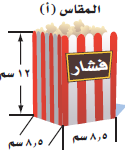 المقاس (أ)
فشار
١٢ سم
٨,٥ سم
٨,٥ سم